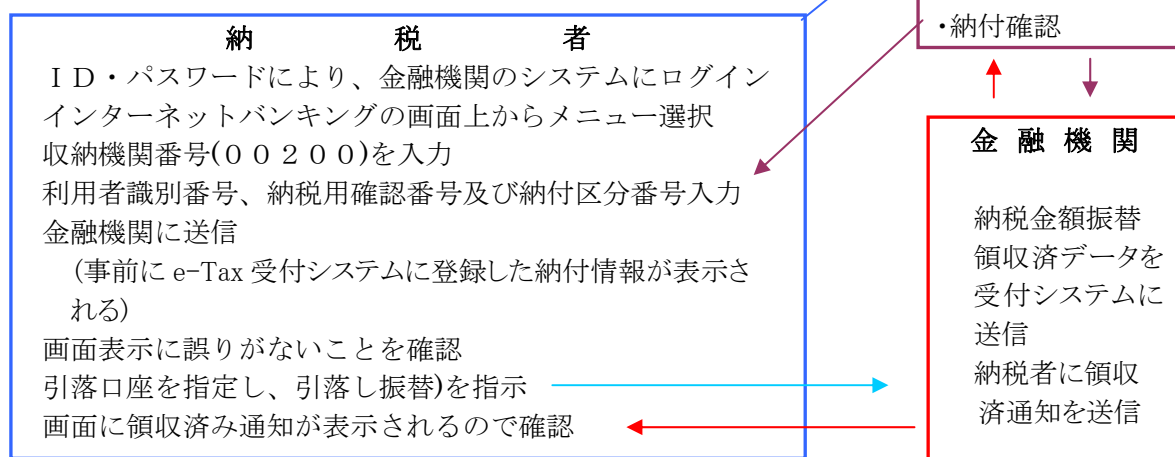 納 税 者
ＩＤ・パスワードにより、金融機関のシステムにログイン
インターネットバンキングの画面上からメニュー選択
収納機関番号(００２００)を入力
利用者識別番号、納税用確認番号及び納付区分番号入力
金融機関に送信
(事前に e-Tax 受付システムに登録した納付情報が表示さ
れる)
画面表示に誤りがないことを確認
引落口座を指定し、引落し振替)を指示
画面に領収済み通知が表示されるので確認
・納付確認
金 融 機 関
納税金額振替
領収済データを
受付システムに
送信
納税者に領収
済通知を送信